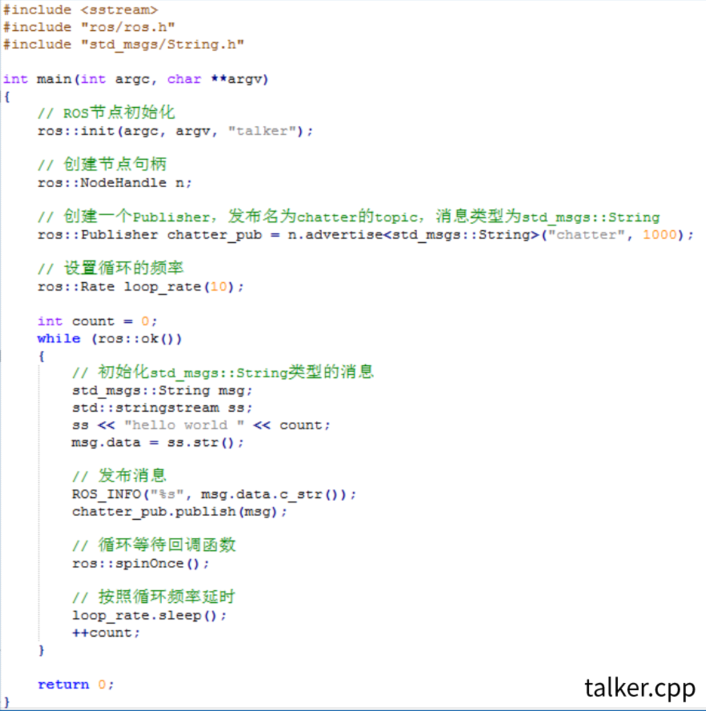 #include <sstream>
#include "ros/ros.h"
#include "std_msgs/String.h"
int main(int argc, char **argv)
{
// ROS节点初始化
ros::init(argc, argv, "talker");
// 创建节点句柄
ros::NodeHandle n;
// 创建一个Publisher，发布名为chatter的topic，消息类型为std_msgs::String
ros::Publisher chatter_pub = n.advertise<std_msgs::String>("chatter", 1000);
// 设置循环的频率
ros::Rate loop_rate(10);
int count = 0;
while (ros::ok())
{
// 初始化std_msgs::String类型的消息
std_msgs::String msg;
std::stringstream ss;
ss << "hello world " << count;
msg.data = ss.str();
// 发布消息
ROS_INFO("%s", msg.data.c_str());
chatter_pub.publish(msg);
// 循环等待回调函数
ros::spinOnce();
// 按照循环频率延时
loop_rate.sleep();
++count;
}
return 0;
}
talker.cpp